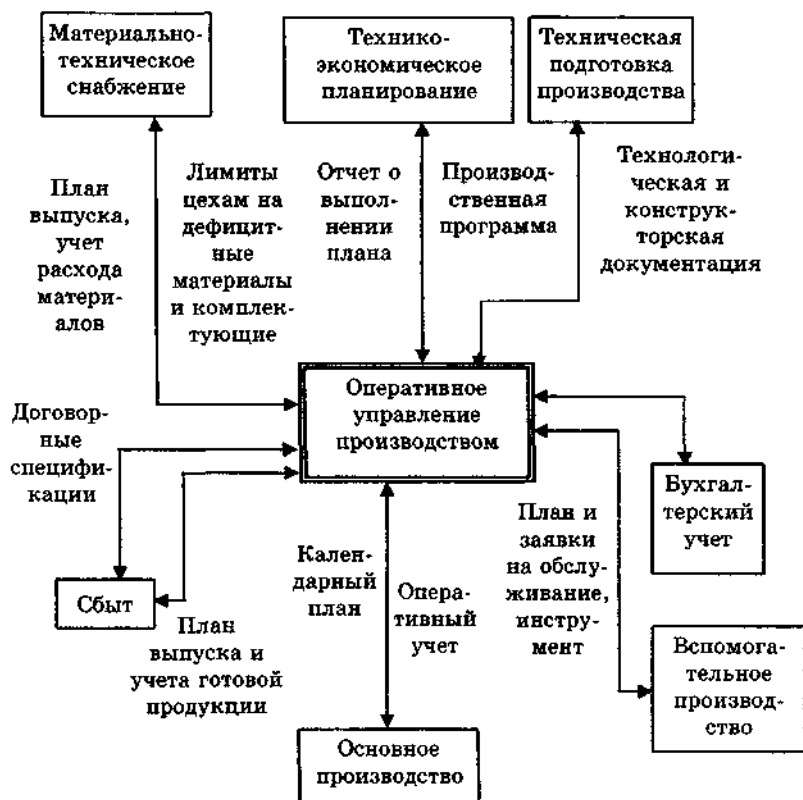 Материально-
техническое
снабжение
Технико-
экономическое
планирование
Техническая
подготовка
производства
План
выпуска,
учет
расхода
матери-
алов
Лимиты
цехам на
дефицит-
ные
материалы
и комплек-
тующие
Отчет о
выпол-
нении
плана
Производ-
ственная
программа
Технологи-
ческая и
конструк-
торская
документация
Оперативное
управление
производством
Договор-
ные
специфи-
кации
Сбыт
План
выпуска и
учета готовой
продукции
Кален-
дарный
план
Опера-
тивный
учет
План и
заявки
на обслу-
живание,
инстру-
мент
Бухгал-
терский
учет
Вспомога-
тельное
производ-
ство
Основное
производство